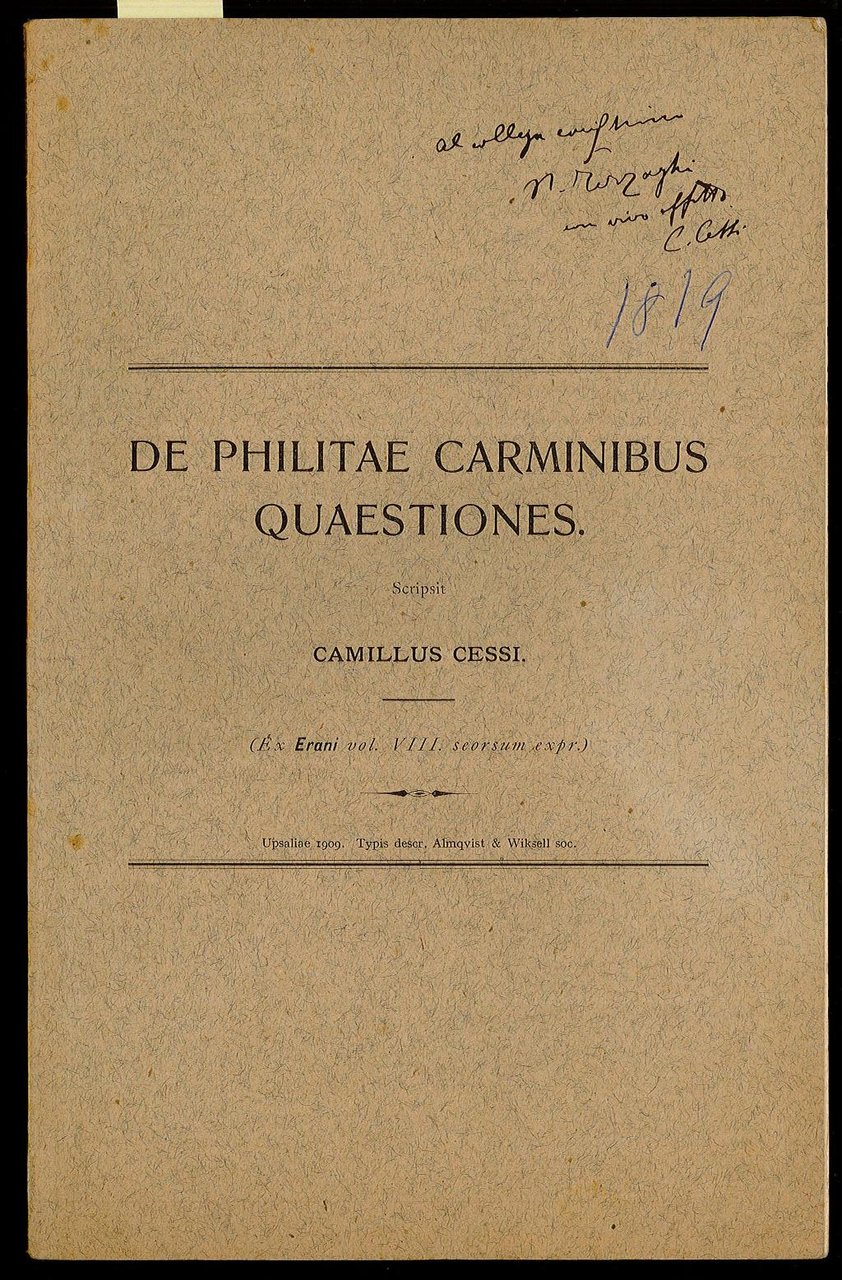 Al collega
N. Terzaghi
con vivo affetto
C. Cessi
1819
DE PHILITAE CARMINIBUS
QUAESTIONES.
Scripsit
CAMILLUS CESSI.
(Ex Erani vol. VIII. seorsum expr.)
Upsaliae 1909. Typis descr. Almqvist & Wiksell soc.